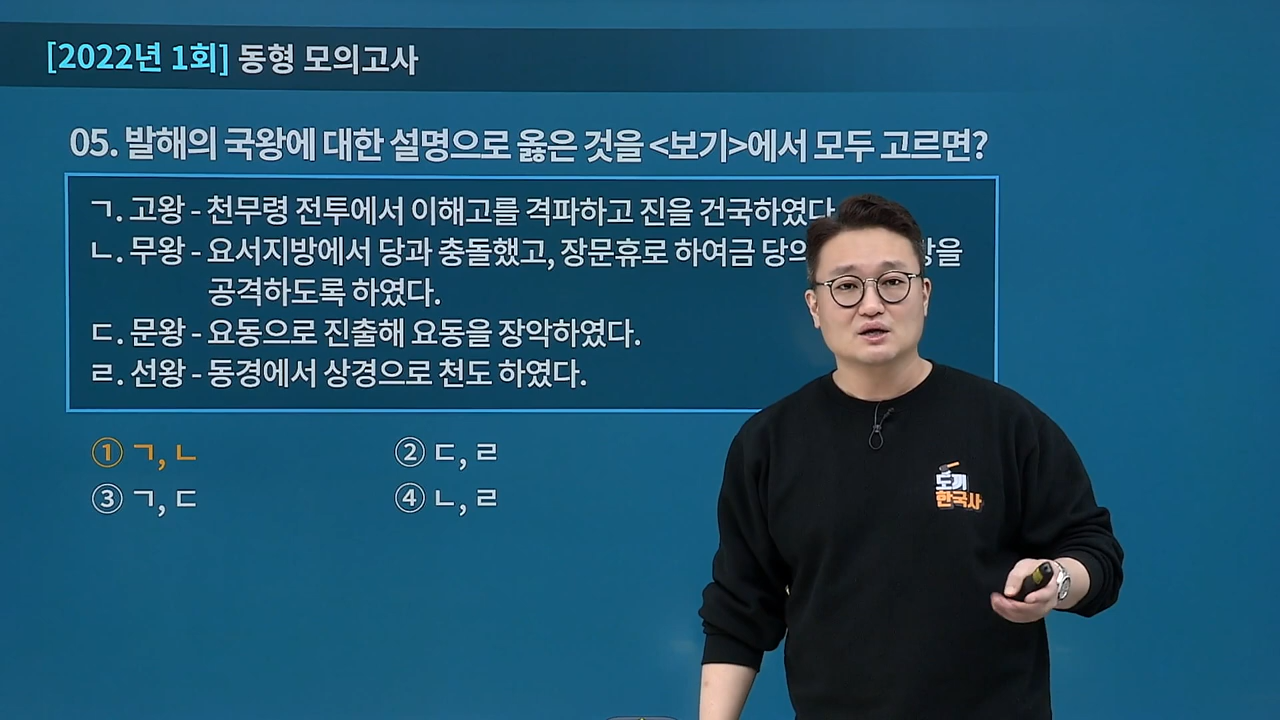 [2022년 1회] 동형 모의고사
05. 발해의 국왕에 대한 설명으로 옳은 것을 <보기>에서 모두 고르면?
ㄱ. 고왕 - 천무령 전투에서 이해고를 격파하고 진을 건국하였다
ㄴ. 무왕 - 요서지방에서 당과 충돌했고, 장문휴로 하여금 당의
공격하도록 하였다.
ㄷ. 문왕 - 요동으로 진출해 요동을 장악하였다.
ㄹ. 선왕 - 동경에서 상경으로 천도 하였다.
① ㄱ, ㄴ ② ㄷ, ㄹ
③ ㄱ, ㄷ ④ ㄴ, ㄹ
도끼
한국사